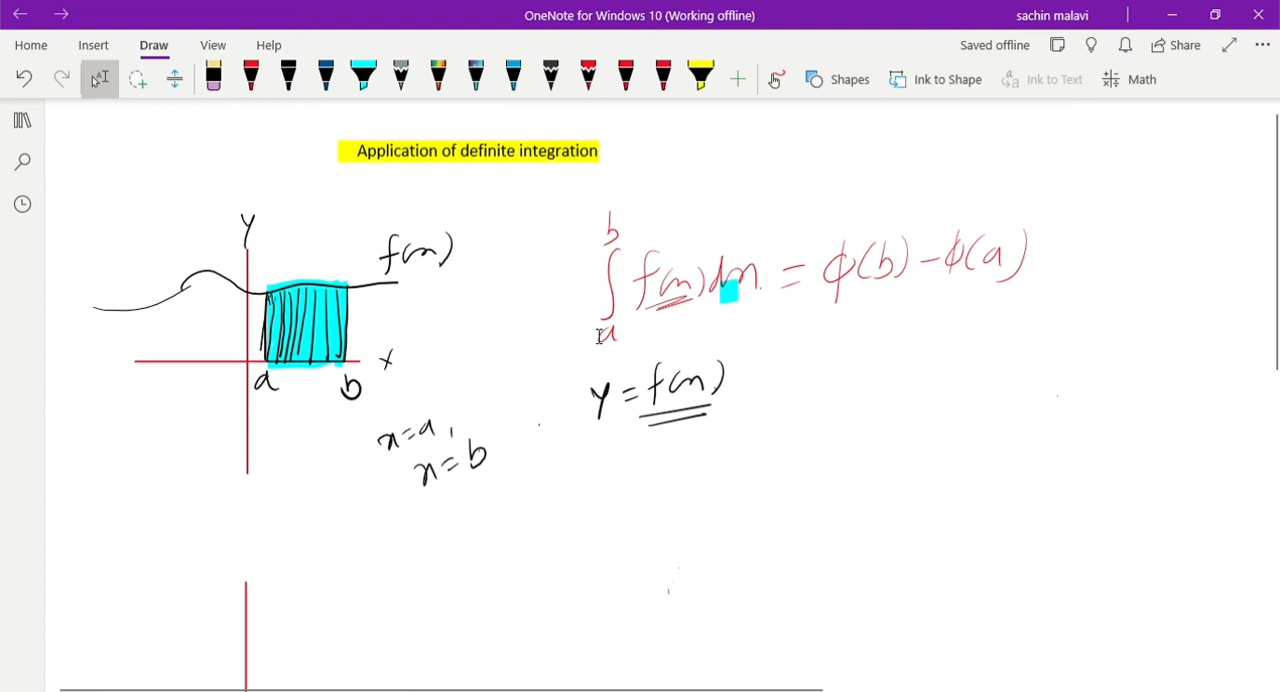 OneNote for Windows 10 (Working offline)
sachin malavi
Home Insert Draw View Help
Saved offline
Share
Shapes
Ink to Shape
Ink to Text
Math
Application of definite integration
y
f(x)
a
b
x
x=a,
x=b
∫_a^b f(x)dx = φ(b) - φ(a)
y = f(x)